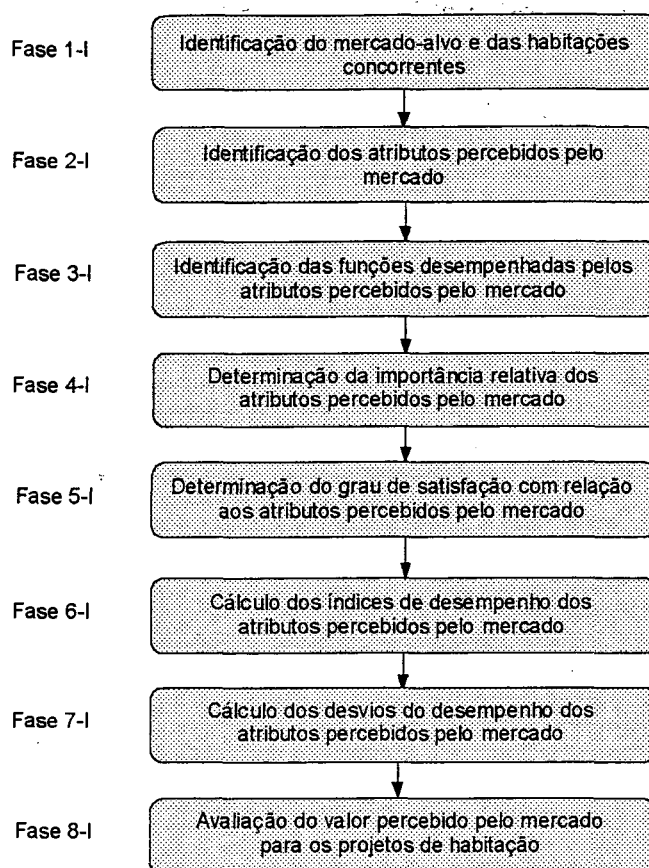 Fase 1-I
Identificação do mercado-alvo e das habitações
concorrentes
Fase 2-I
Identificação dos atributos percebidos pelo
mercado
Fase 3-I
Identificação das funções desempenhadas pelos
atributos percebidos pelo mercado
Fase 4-I
Determinação da importância relativa dos
atributos percebidos pelo mercado
Fase 5-I
Determinação do grau de satisfação com relação
aos atributos percebidos pelo mercado
Fase 6-I
Cálculo dos índices de desempenho dos
atributos percebidos pelo mercado
Fase 7-I
Cálculo dos desvios do desempenho dos
atributos percebidos pelo mercado
Fase 8-I
Avaliação do valor percebido pelo mercado
para os projetos de habitação